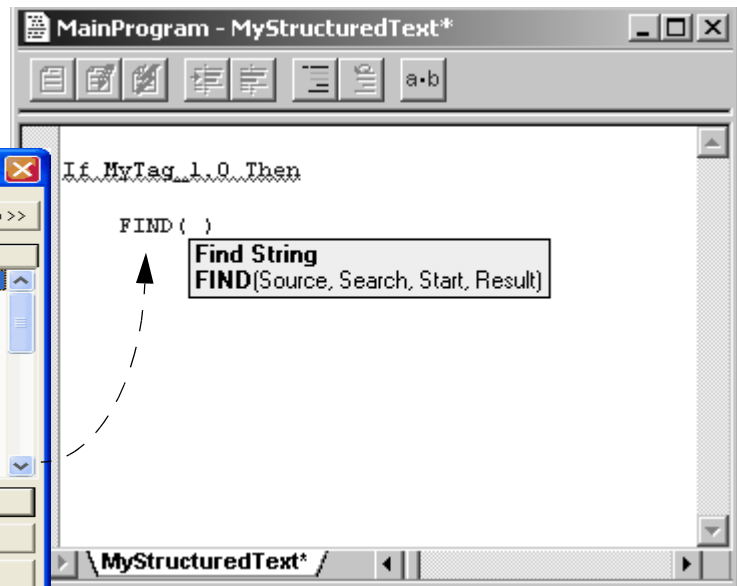 MainProgram - MyStructuredText*
a•b
>>
If MyTag_1.0 Then
FIND( )
Find String
FIND(Source, Search, Start, Result)
MyStructuredText*